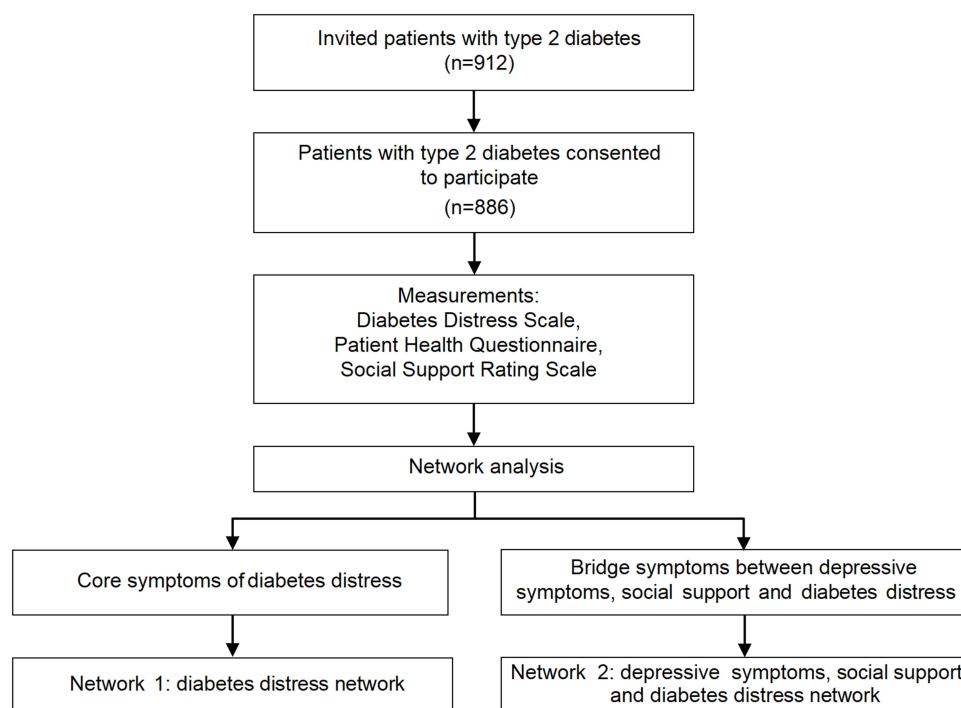 Invited patients with type 2 diabetes
(n=912)
Patients with type 2 diabetes consented
to participate
(n=886)
Measurements:
Diabetes Distress Scale,
Patient Health Questionnaire,
Social Support Rating Scale
Network analysis
Core symptoms of diabetes distress
Bridge symptoms between depressive
symptoms, social support and diabetes distress
Network 1: diabetes distress network
Network 2: depressive symptoms, social support
and diabetes distress network